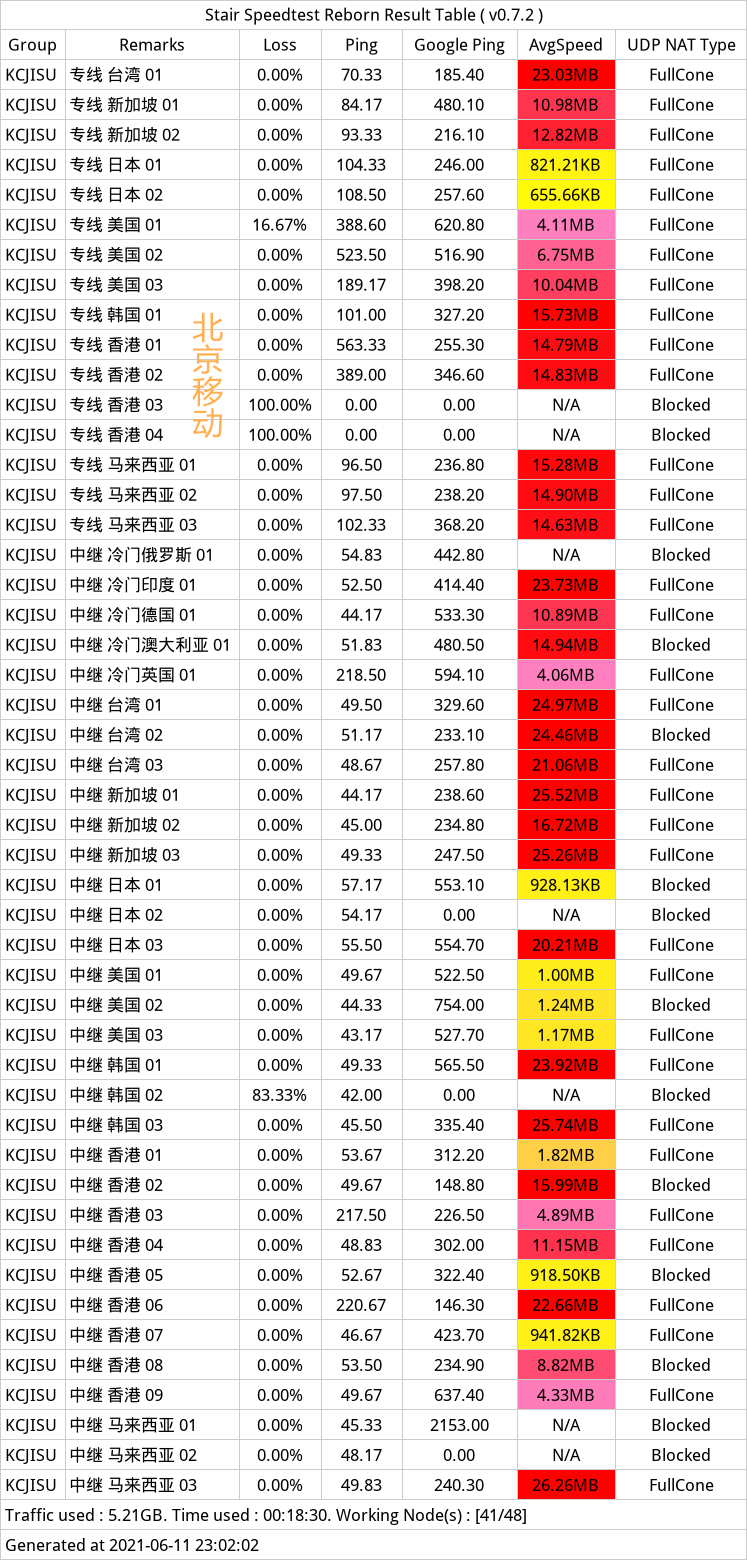 Stair Speedtest Reborn Result Table ( v0.7.2 )
Group Remarks Loss Ping Google Ping AvgSpeed UDP NAT Type
KCJISU 专线 台湾 01 0.00% 70.33 185.40 23.03MB FullCone
KCJISU 专线 新加坡 01 0.00% 84.17 480.10 10.98MB FullCone
KCJISU 专线 新加坡 02 0.00% 93.33 216.10 12.82MB FullCone
KCJISU 专线 日本 01 0.00% 104.33 246.00 821.21KB FullCone
KCJISU 专线 日本 02 0.00% 108.50 257.60 655.66KB FullCone
KCJISU 专线 美国 01 16.67% 388.60 620.80 4.11MB FullCone
KCJISU 专线 美国 02 0.00% 523.50 516.90 6.75MB FullCone
KCJISU 专线 美国 03 0.00% 189.17 398.20 10.04MB FullCone
KCJISU 专线 韩国 01 0.00% 101.00 327.20 15.73MB FullCone
KCJISU 专线 香港 01 0.00% 563.33 255.30 14.79MB FullCone
KCJISU 专线 香港 02 0.00% 389.00 346.60 14.83MB FullCone
KCJISU 专线 香港 03 100.00% 0.00 0.00 N/A Blocked
KCJISU 专线 香港 04 100.00% 0.00 0.00 N/A Blocked
北京移动
KCJISU 专线 马来西亚 01 0.00% 96.50 236.80 15.28MB FullCone
KCJISU 专线 马来西亚 02 0.00% 97.50 238.20 14.90MB FullCone
KCJISU 专线 马来西亚 03 0.00% 102.33 368.20 14.63MB FullCone
KCJISU 中继 冷门俄罗斯 01 0.00% 54.83 442.80 N/A Blocked
KCJISU 中继 冷门印度 01 0.00% 52.50 414.40 23.73MB FullCone
KCJISU 中继 冷门德国 01 0.00% 44.17 533.30 10.89MB FullCone
KCJISU 中继 冷门澳大利亚 01 0.00% 51.83 480.50 14.94MB Blocked
KCJISU 中继 冷门英国 01 0.00% 218.50 594.10 4.06MB FullCone
KCJISU 中继 台湾 01 0.00% 49.50 329.60 24.97MB FullCone
KCJISU 中继 台湾 02 0.00% 51.17 233.10 24.46MB Blocked
KCJISU 中继 台湾 03 0.00% 48.67 257.80 21.06MB FullCone
KCJISU 中继 新加坡 01 0.00% 44.17 238.60 25.52MB FullCone
KCJISU 中继 新加坡 02 0.00% 45.00 234.80 16.72MB FullCone
KCJISU 中继 新加坡 03 0.00% 49.33 247.50 25.26MB FullCone
KCJISU 中继 日本 01 0.00% 57.17 553.10 928.13KB Blocked
KCJISU 中继 日本 02 0.00% 54.17 0.00 N/A Blocked
KCJISU 中继 日本 03 0.00% 55.50 554.70 20.21MB FullCone
KCJISU 中继 美国 01 0.00% 49.67 522.50 1.00MB FullCone
KCJISU 中继 美国 02 0.00% 44.33 754.00 1.24MB Blocked
KCJISU 中继 美国 03 0.00% 43.17 527.70 1.17MB FullCone
KCJISU 中继 韩国 01 0.00% 49.33 565.50 23.92MB FullCone
KCJISU 中继 韩国 02 83.33% 42.00 0.00 N/A Blocked
KCJISU 中继 韩国 03 0.00% 45.50 335.40 25.74MB FullCone
KCJISU 中继 香港 01 0.00% 53.67 312.20 1.82MB FullCone
KCJISU 中继 香港 02 0.00% 49.67 148.80 15.99MB Blocked
KCJISU 中继 香港 03 0.00% 217.50 226.50 4.89MB FullCone
KCJISU 中继 香港 04 0.00% 48.83 302.00 11.15MB FullCone
KCJISU 中继 香港 05 0.00% 52.67 322.40 918.50KB Blocked
KCJISU 中继 香港 06 0.00% 220.67 146.30 22.66MB FullCone
KCJISU 中继 香港 07 0.00% 46.67 423.70 941.82KB FullCone
KCJISU 中继 香港 08 0.00% 53.50 234.90 8.82MB Blocked
KCJISU 中继 香港 09 0.00% 49.67 637.40 4.33MB FullCone
KCJISU 中继 马来西亚 01 0.00% 45.33 2153.00 N/A Blocked
KCJISU 中继 马来西亚 02 0.00% 48.17 0.00 N/A Blocked
KCJISU 中继 马来西亚 03 0.00% 49.83 240.30 26.26MB FullCone
Traffic used : 5.21GB. Time used : 00:18:30. Working Node(s) : [41/48]
Generated at 2021-06-11 23:02:02